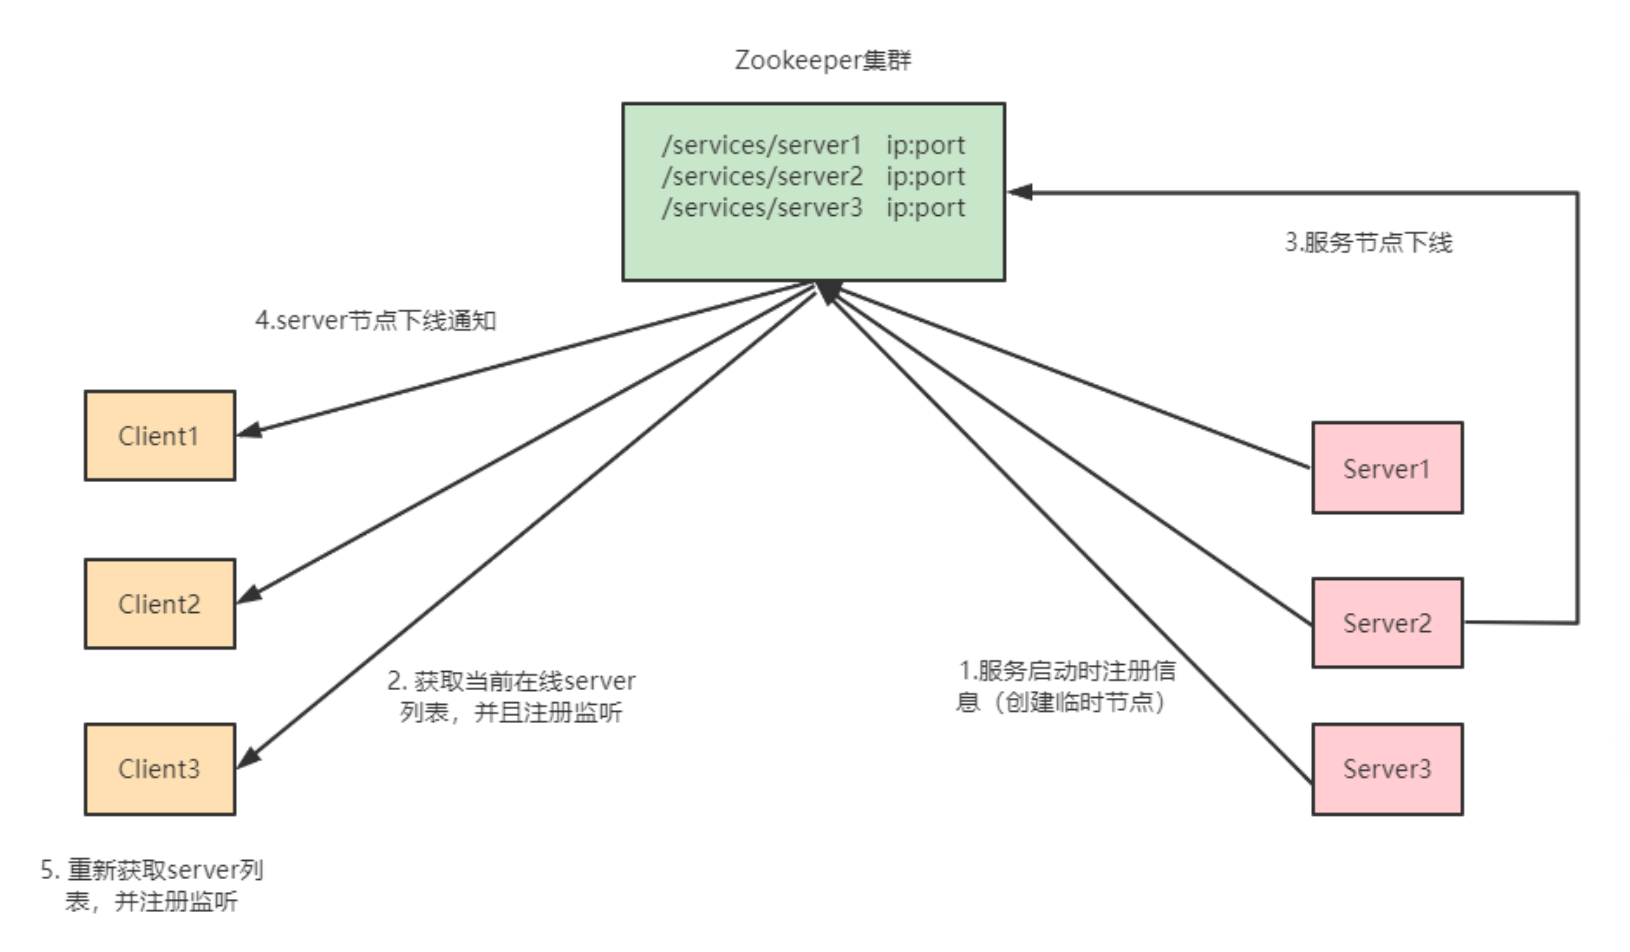 Zookeeper集群
/services/server1 ip:port
/services/server2 ip:port
/services/server3 ip:port
3.服务节点下线
4.server节点下线通知
Client1
Server1
Client2
Server2
2. 获取当前在线server
列表，并且注册监听
1.服务启动时注册信
息（创建临时节点）
Client3
Server3
5. 重新获取server列
表，并注册监听